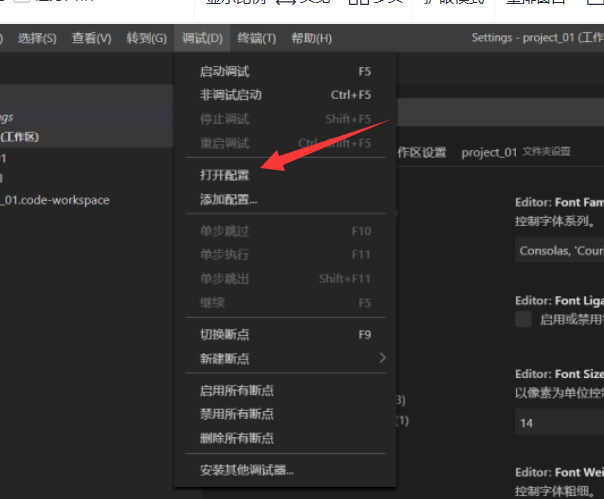 选择(S) 查看(V) 转到(G) 调试(D) 终端(T) 帮助(H) Settings - project_01 (工作
启动调试 F5
非调试启动 Ctrl+F5
停止调试 Shift+F5
重启调试 Ctrl+Shift+F5
打开配置
添加配置...
单步跳过 F10
单步执行 F11
单步跳出 Shift+F11
继续 F5
切换断点 F9
新建断点
启用所有断点
禁用所有断点
删除所有断点
安装其他调试器...
ngs
(工作区)
01
_01.code-workspace
作区设置 project_01 文件夹设置
Editor: Font Fam
控制字体系列。
Consolas, 'Cour
Editor: Font Liga
启用或禁用
Editor: Font Size
以像素为单位控
14
3)
(1)
Editor: Font Wei
控制字体粗细。